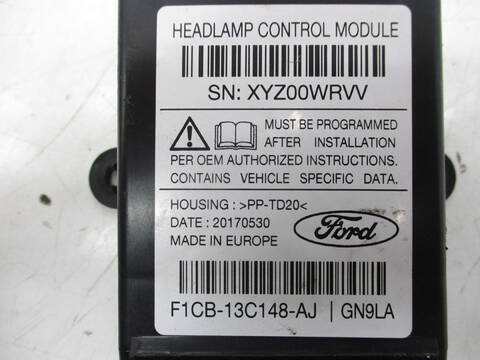 HEADLAMP CONTROL MODULE
SN: XYZ00WRVV
MUST BE PROGRAMMED
AFTER INSTALLATION
PER OEM AUTHORIZED INSTRUCTIONS.
CONTAINS VEHICLE SPECIFIC DATA.
HOUSING : >PP-TD20<
DATE : 20170530
MADE IN EUROPE
Ford
F1CB-13C148-AJ | GN9LA